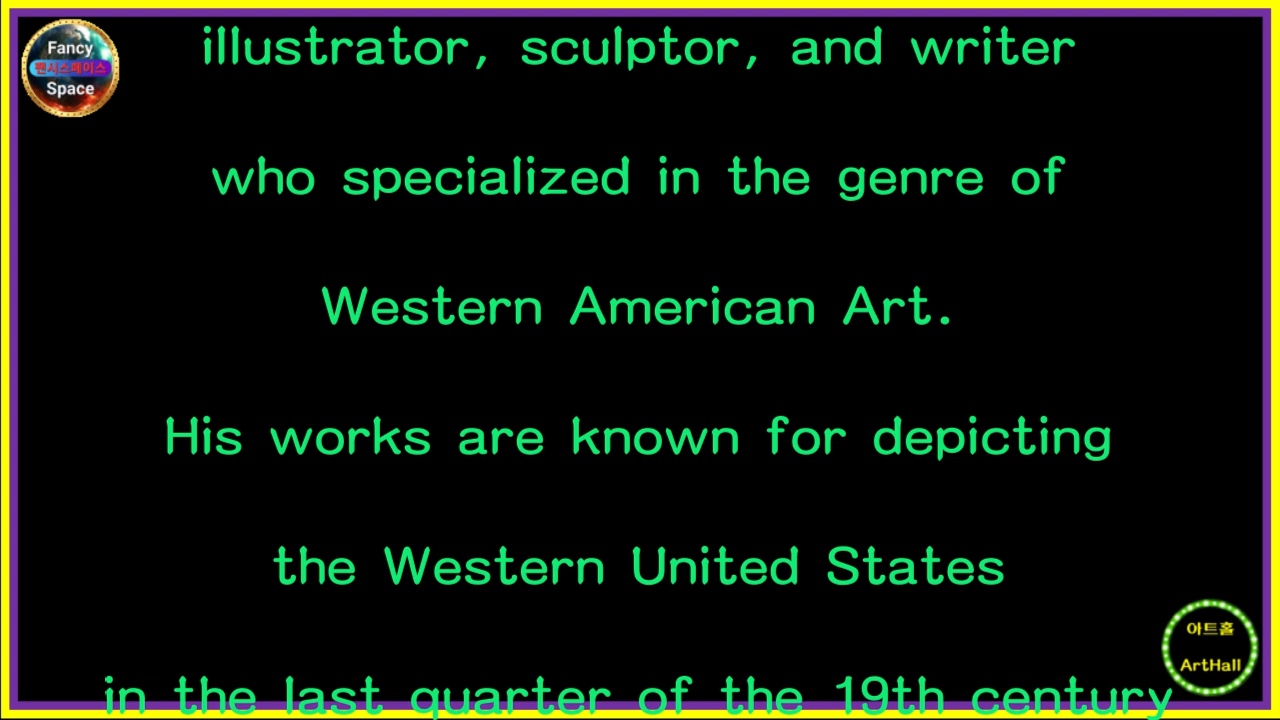 Fancy
팬시스페이스
Space
illustrator, sculptor, and writer
who specialized in the genre of
Western American Art.
His works are known for depicting
the Western United States
in the last quarter of the 19th century
아트홀
ArtHall